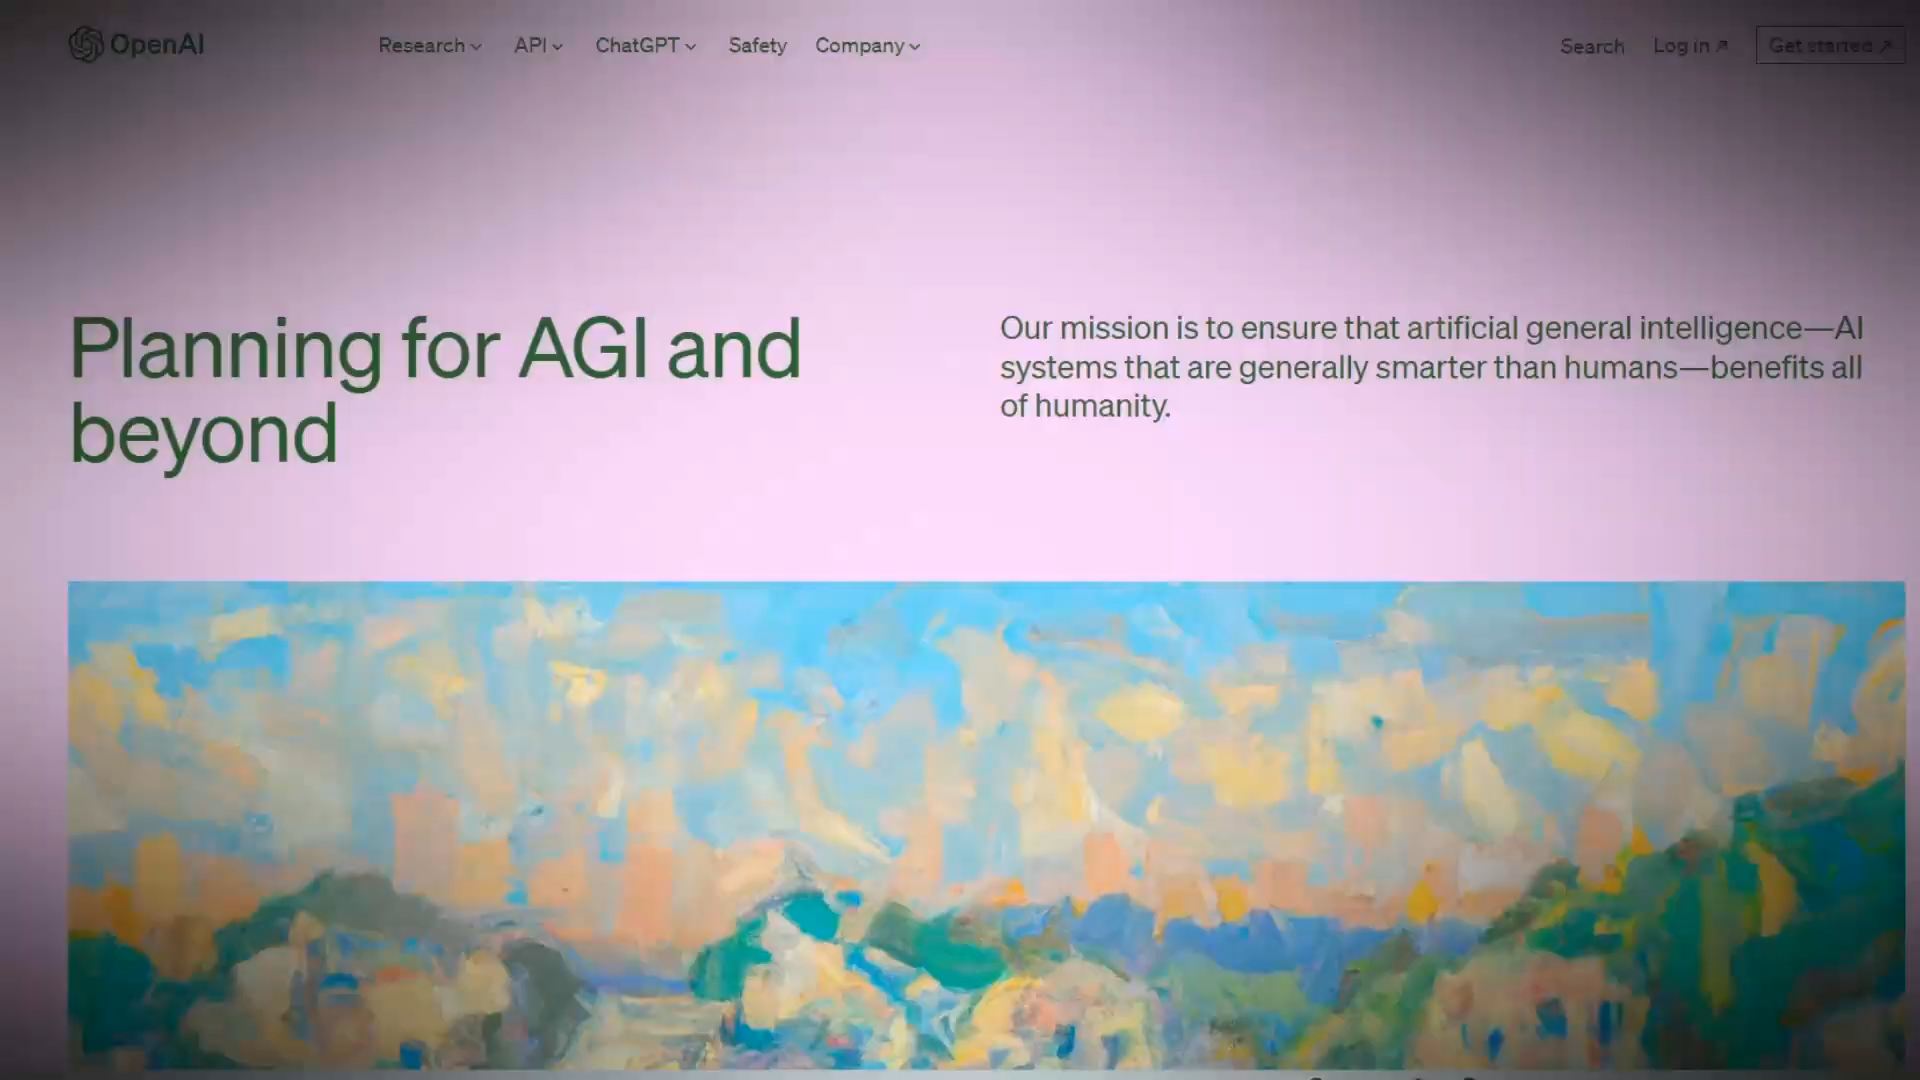 OpenAI
Research
API
ChatGPT
Safety
Company
Search
Log in ↗
Get started ↗
Planning for AGI and
beyond
Our mission is to ensure that artificial general intelligence—AI
systems that are generally smarter than humans—benefits all
of humanity.